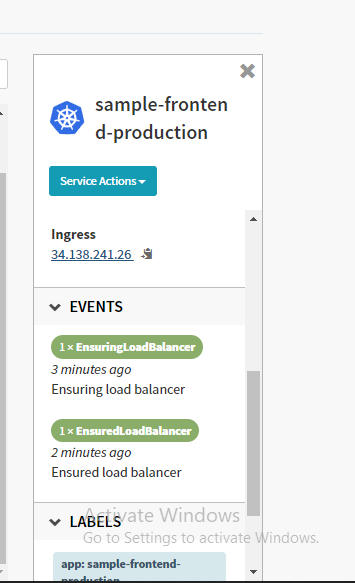 sample-fronten
d-production
Service Actions
Ingress
34.138.241.26
EVENTS
1 × EnsuringLoadBalancer
3 minutes ago
Ensuring load balancer
1 × EnsuredLoadBalancer
2 minutes ago
Ensured load balancer
LABELS
Activate Windows
Go to Settings to activate Windows.
app: sample-frontend-
production